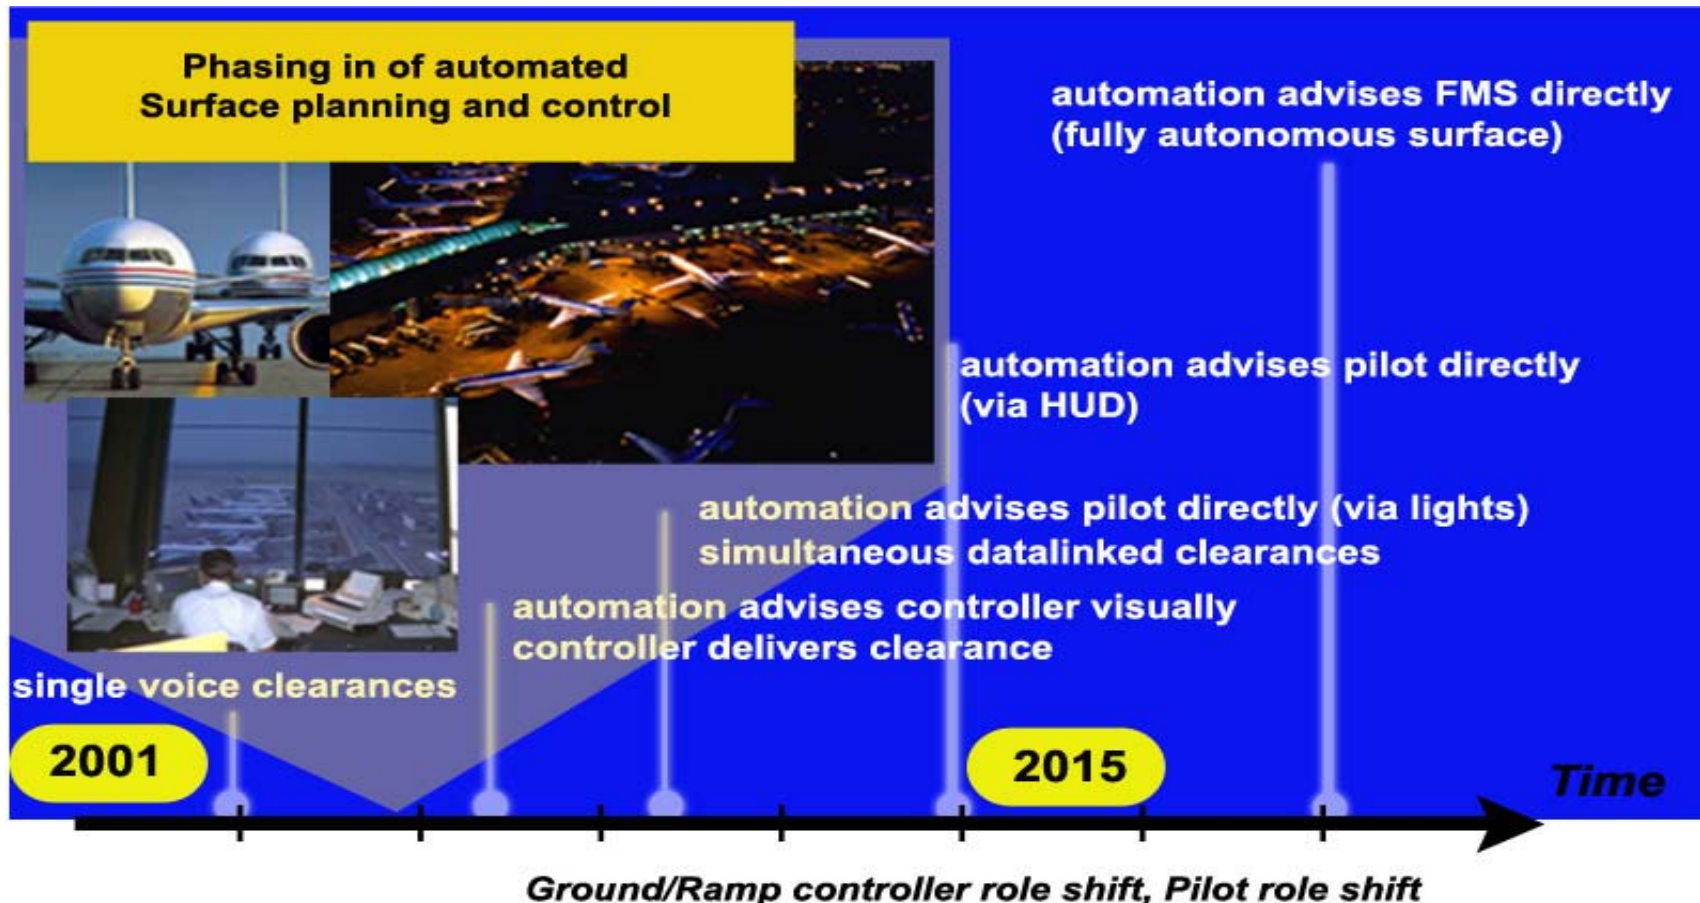 Phasing in of automated
Surface planning and control
automation advises FMS directly
(fully autonomous surface)
automation advises pilot directly
(via HUD)
automation advises pilot directly (via lights)
simultaneous datalinked clearances
automation advises controller visually
controller delivers clearance
single voice clearances
2001
2015
Time
Ground/Ramp controller role shift, Pilot role shift